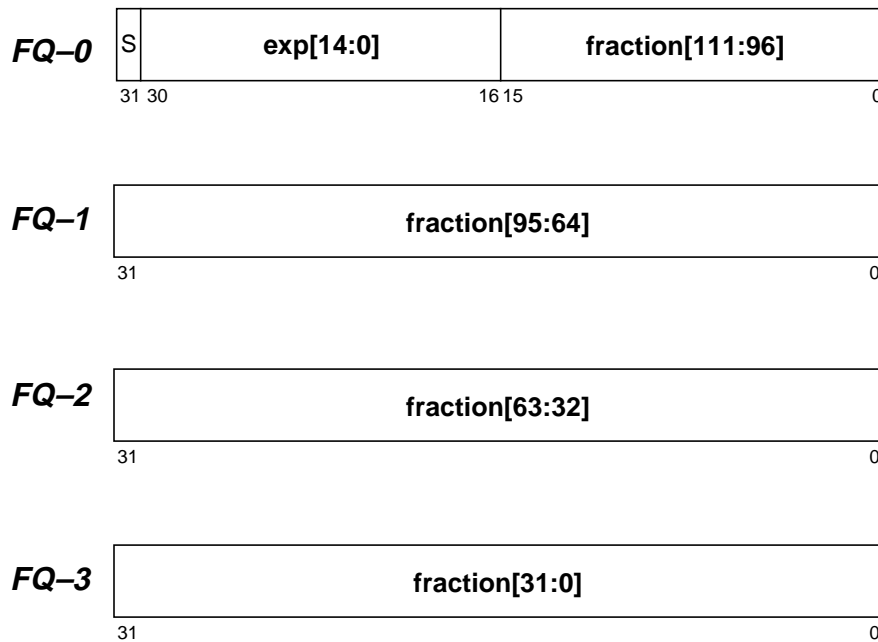 FQ–0 S exp[14:0] fraction[111:96]
31 30 16 15 0
FQ–1 fraction[95:64]
31 0
FQ–2 fraction[63:32]
31 0
FQ–3 fraction[31:0]
31 0